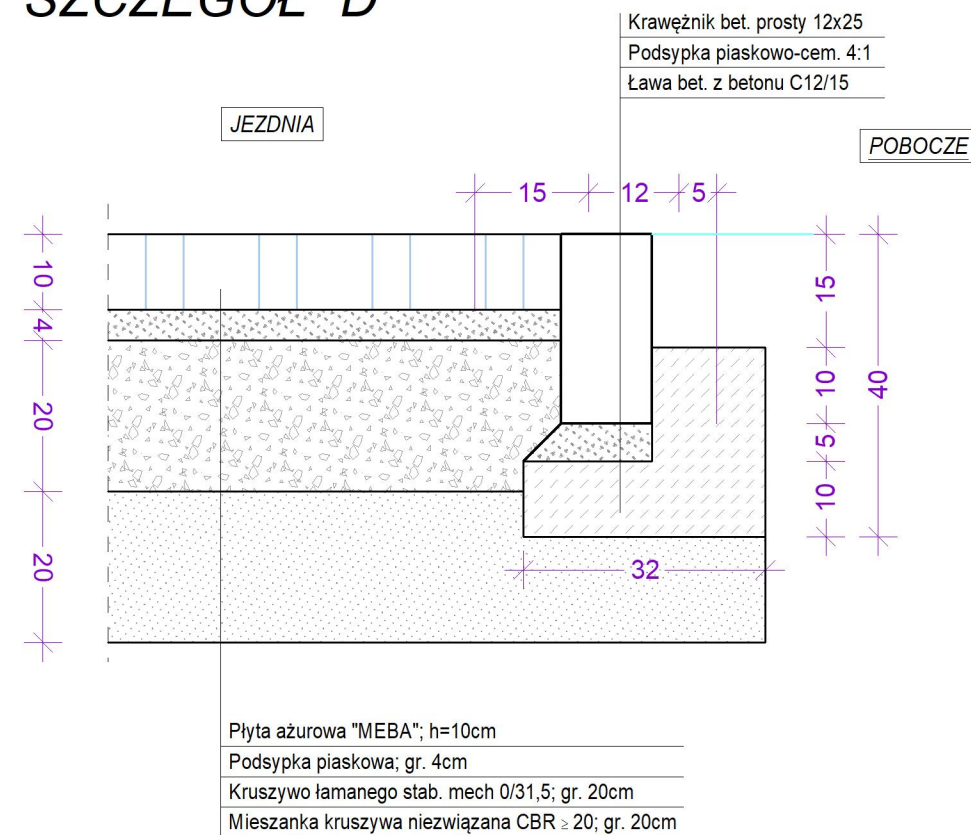 SZCZEGÓŁ "D"
Krawężnik bet. prosty 12x25
Podsypka piaskowo-cem. 4:1
Ława bet. z betonu C12/15
JEZDNIA
POBOCZE
15 12 5
10
4
20
20
15
10
5
10
40
32
Płyta ażurowa "MEBA"; h=10cm
Podsypka piaskowa; gr. 4cm
Kruszywo łamanego stab. mech 0/31,5; gr. 20cm
Mieszanka kruszywa niezwiązana CBR ≥ 20; gr. 20cm